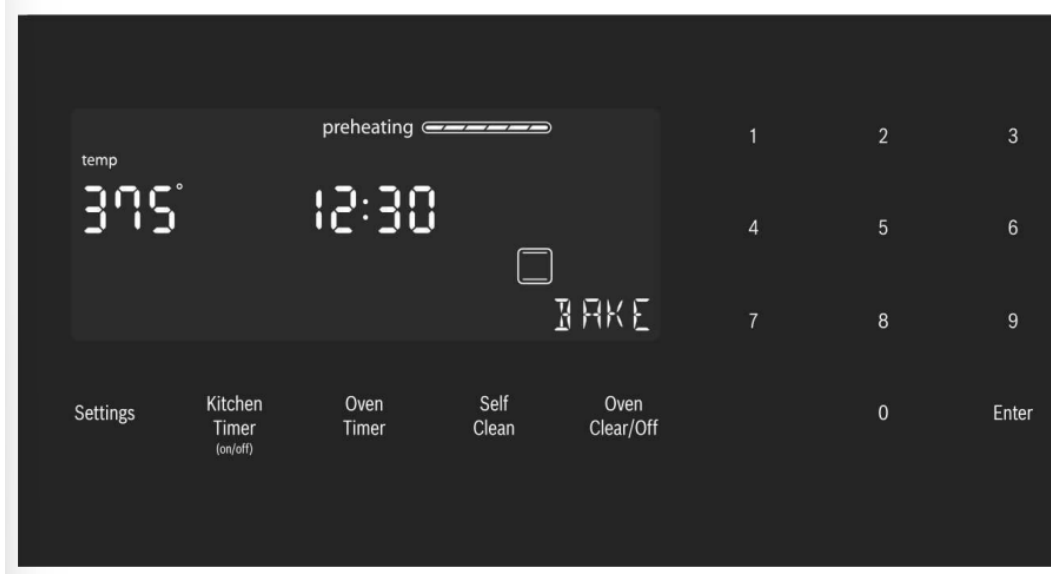 preheating
temp
375°
12:30
BAKE
1 2 3
4 5 6
7 8 9
0 Enter
Settings
Kitchen
Timer
(on/off)
Oven
Timer
Self
Clean
Oven
Clear/Off